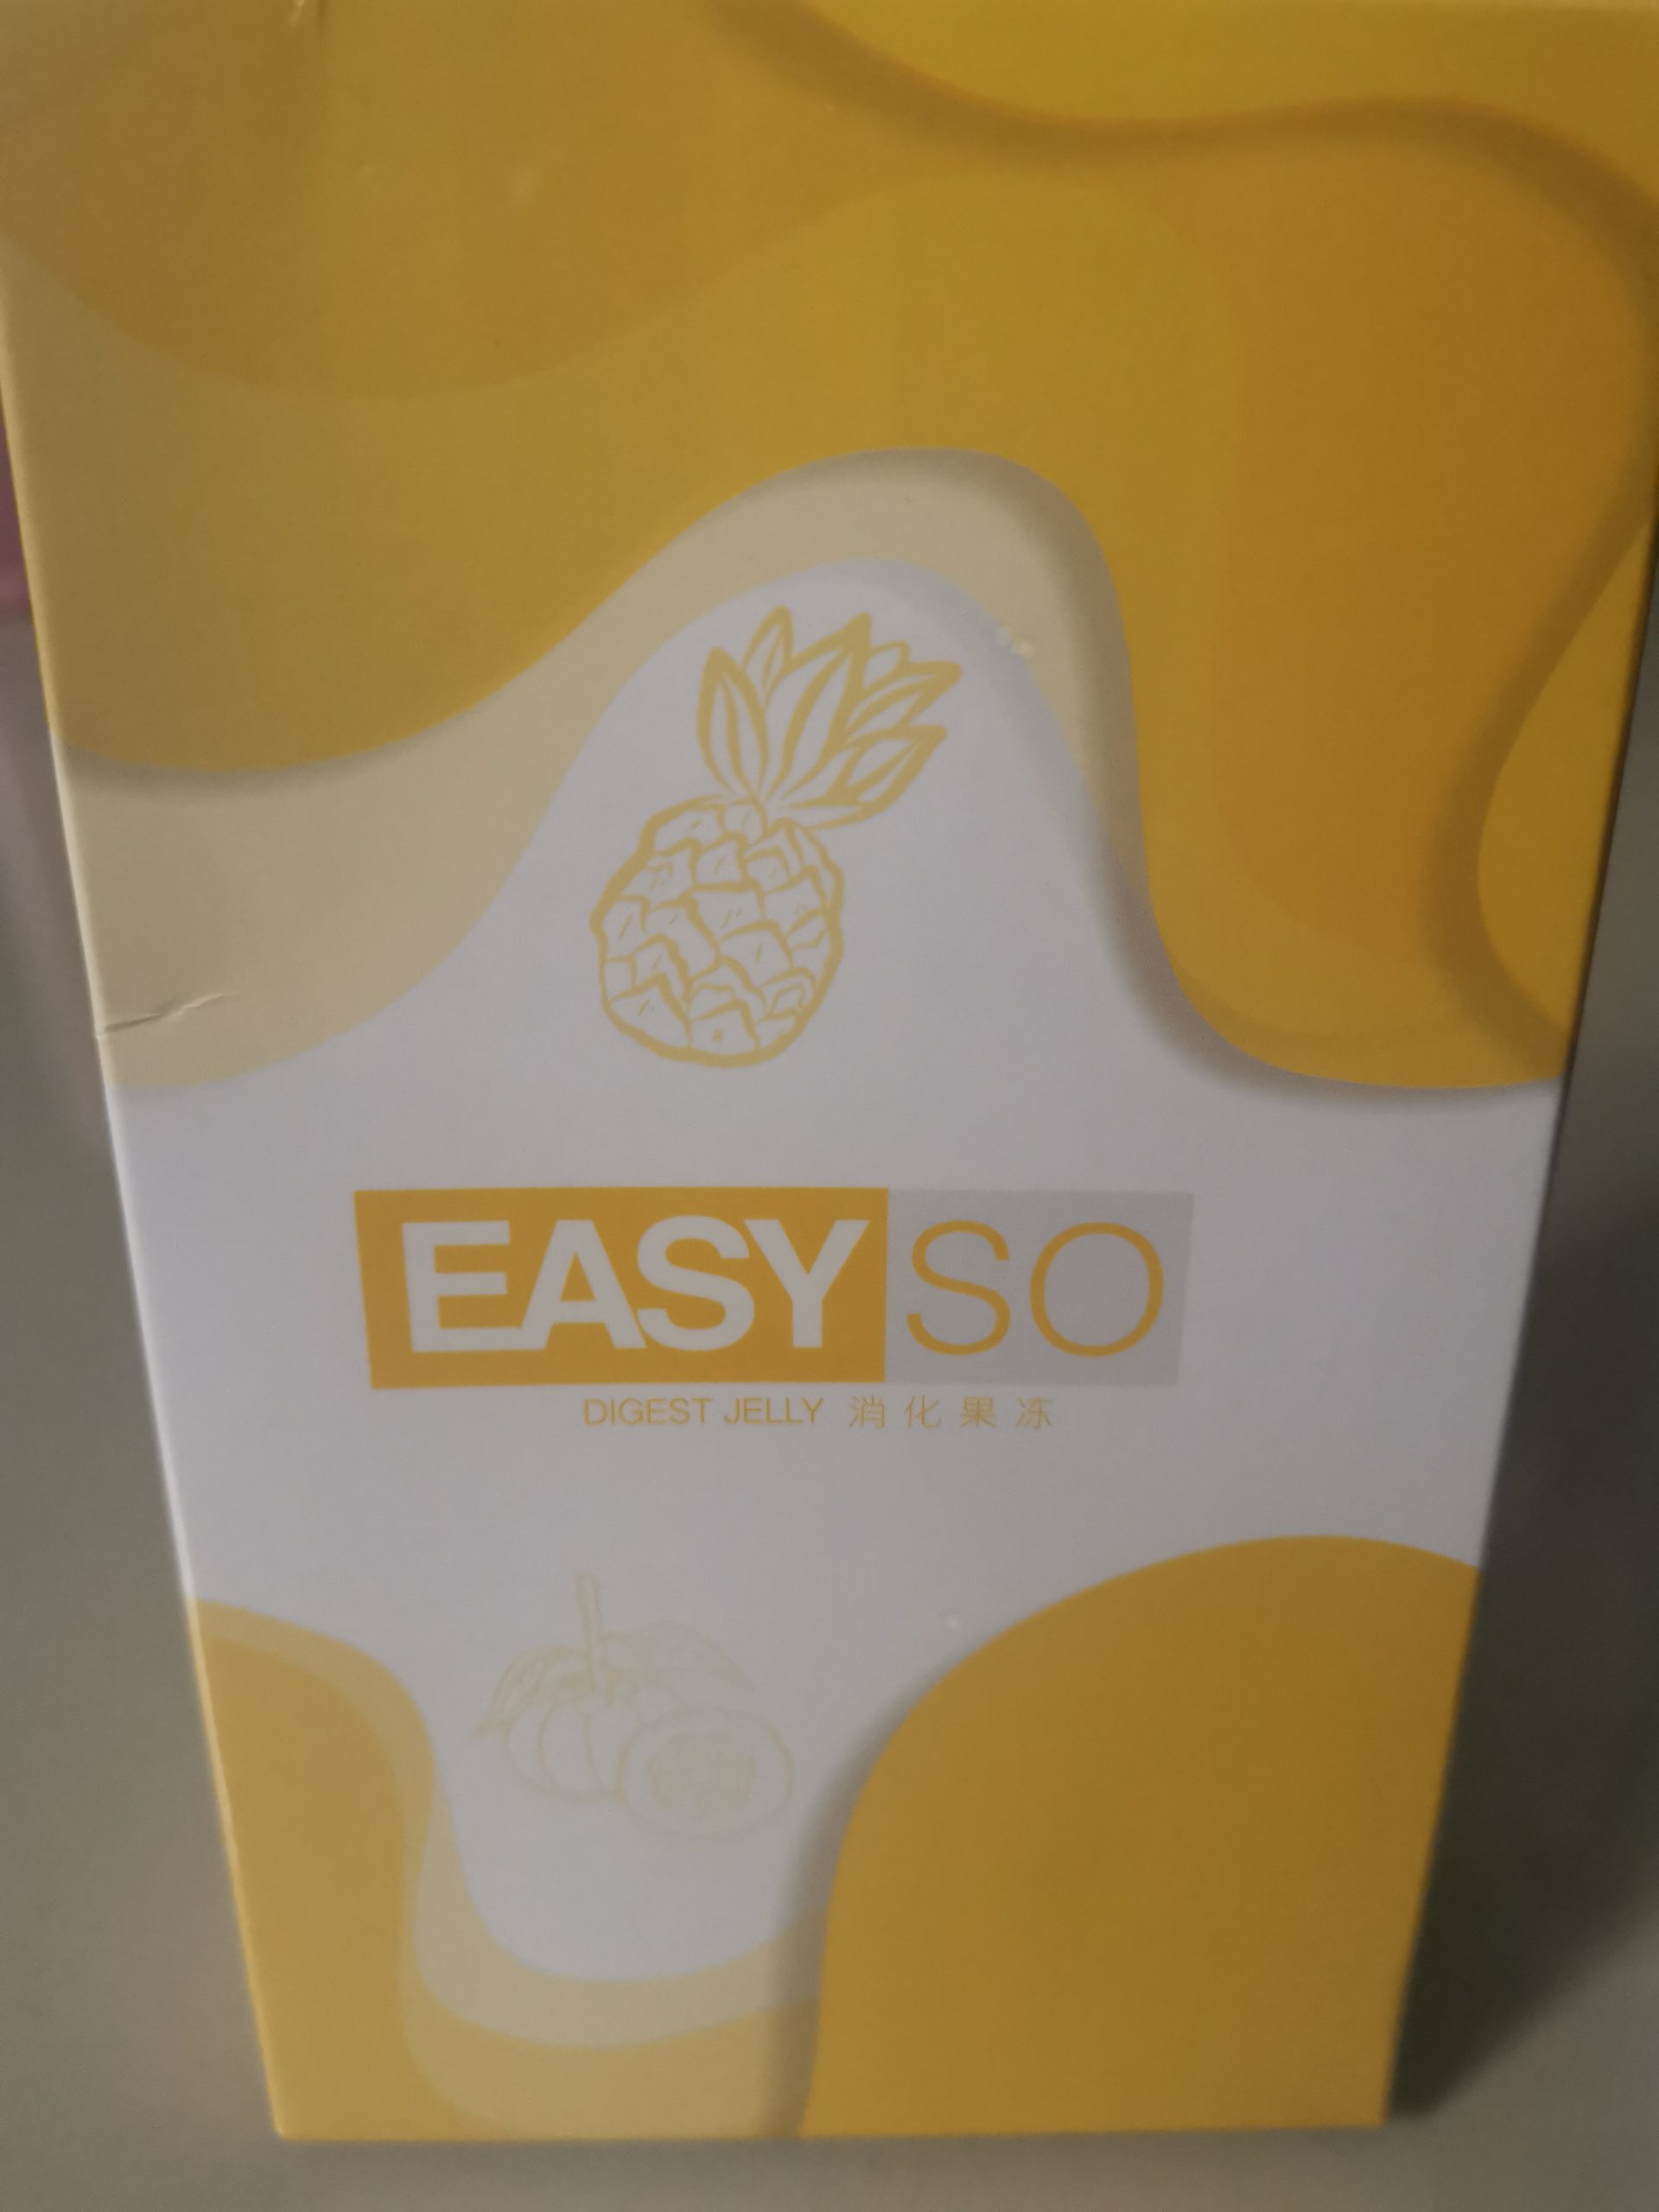 EASY SO
DIGEST JELLY 消化果冻